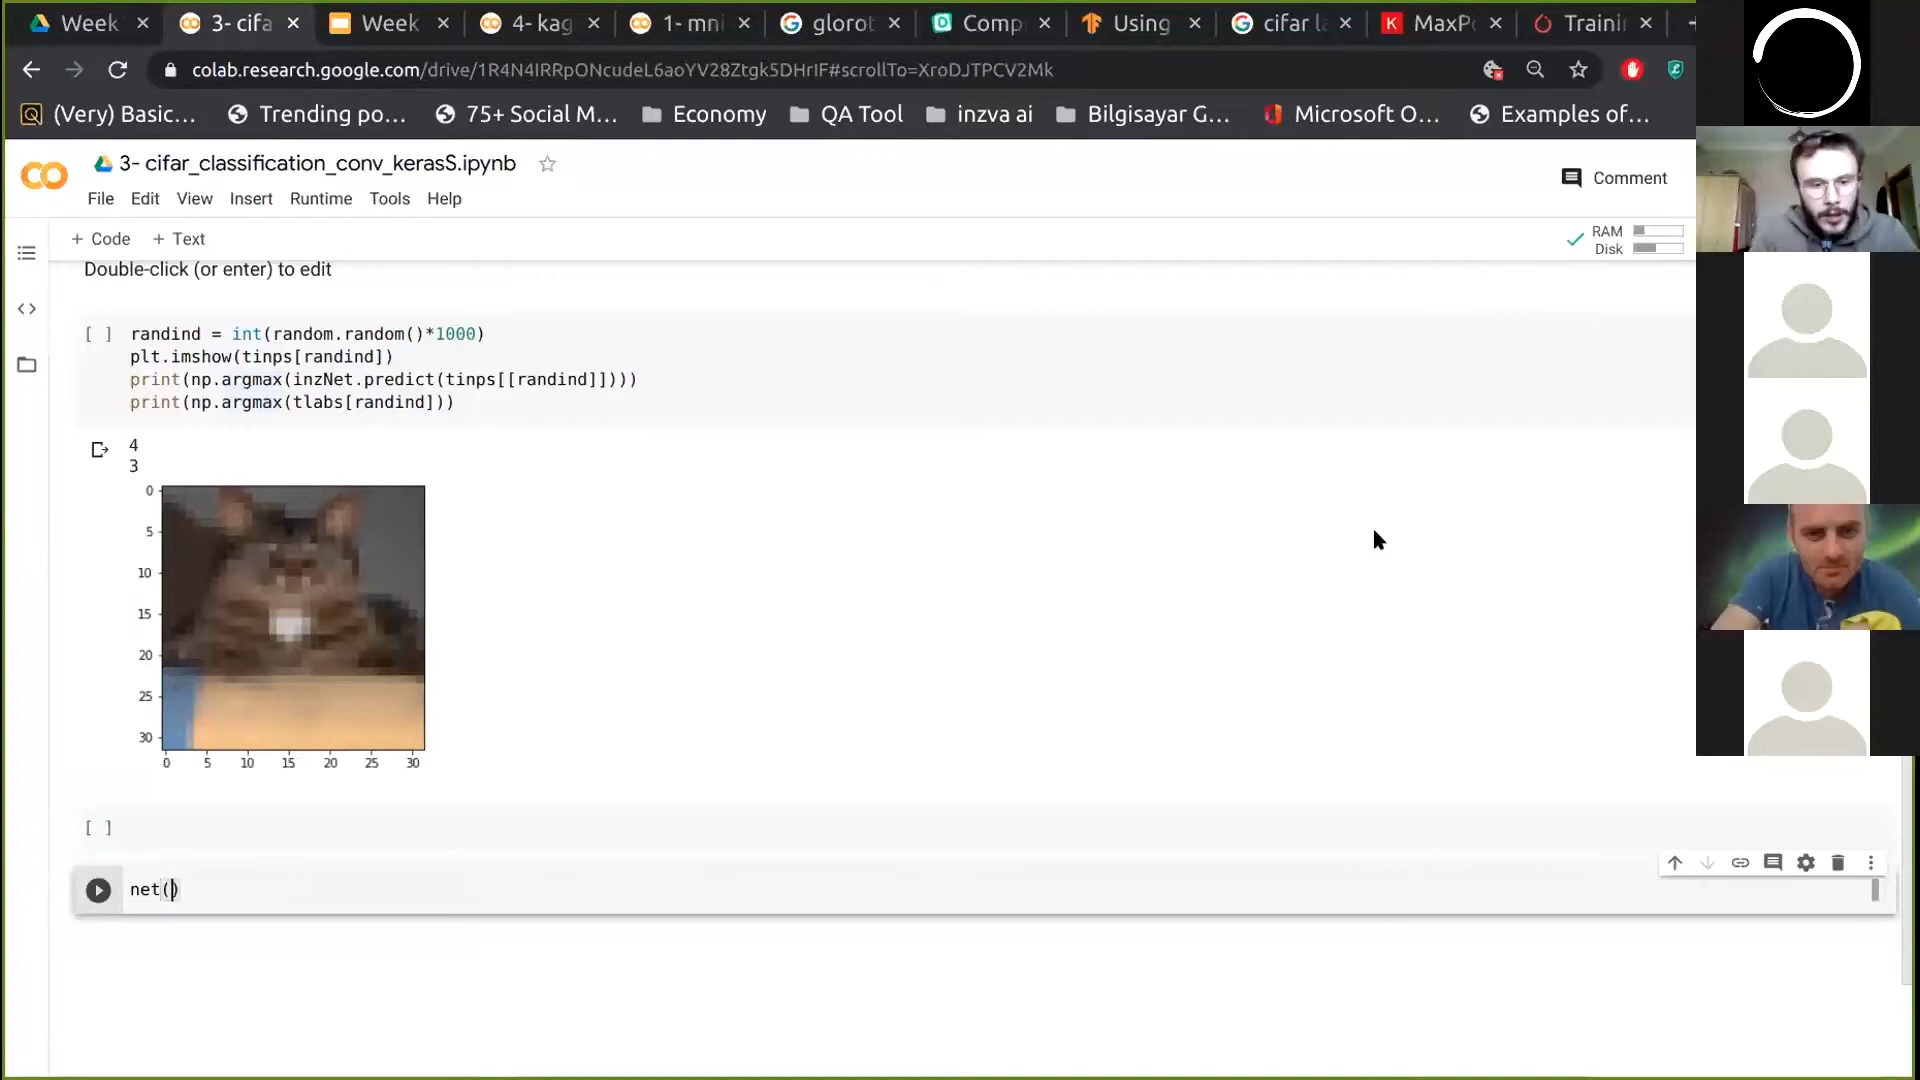 Week
3- cifa
Week
4- kag
1- mni
glorot
Comp
Using
cifar la
MaxPo
Trainin
colab.research.google.com/drive/1R4N4IRRpONcudeL6aoYV28Ztgk5DHrIF#scrollTo=XroDJTPCV2Mk
(Very) Basic...
Trending po...
75+ Social M...
Economy
QA Tool
inzva ai
Bilgisayar G...
Microsoft O...
Examples of...
3- cifar_classification_conv_kerasS.ipynb
Comment
File Edit View Insert Runtime Tools Help
+ Code + Text
RAM
Disk
Double-click (or enter) to edit
[ ] randind = int(random.random()*1000)
plt.imshow(tinps[randind])
print(np.argmax(inzNet.predict(tinps[[randind]])))
print(np.argmax(tlabs[randind]))
4
3
0
5
10
15
20
25
30
0 5 10 15 20 25 30
[ ]
net()